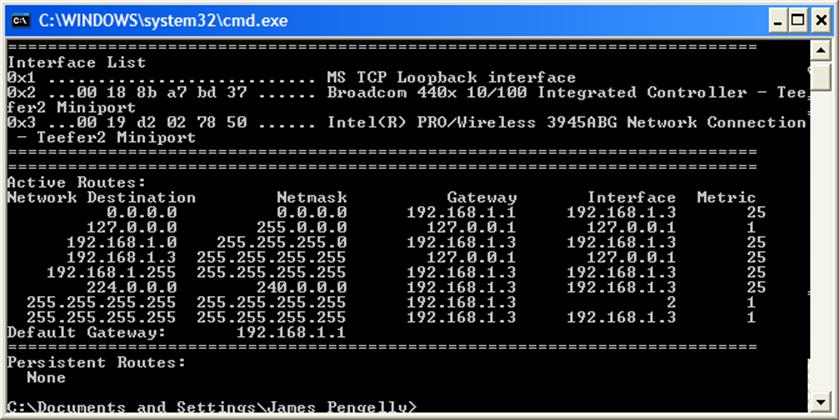 C:\WINDOWS\system32\cmd.exe
===========================================================================
Interface List
0x1 ........................... MS TCP Loopback interface
0x2 ...00 18 8b a7 bd 37 ...... Broadcom 440x 10/100 Integrated Controller - Tee
fer2 Miniport
0x3 ...00 19 d2 02 78 50 ...... Intel(R) PRO/Wireless 3945ABG Network Connection
 - Teefer2 Miniport
===========================================================================
===========================================================================
Active Routes:
Network Destination        Netmask          Gateway       Interface  Metric
          0.0.0.0          0.0.0.0      192.168.1.1     192.168.1.3       25
        127.0.0.0        255.0.0.0        127.0.0.1       127.0.0.1       1
      192.168.1.0    255.255.255.0      192.168.1.3     192.168.1.3       25
      192.168.1.3  255.255.255.255        127.0.0.1       127.0.0.1       25
    192.168.1.255  255.255.255.255      192.168.1.3     192.168.1.3       25
        224.0.0.0        240.0.0.0      192.168.1.3     192.168.1.3       25
  255.255.255.255  255.255.255.255      192.168.1.3               2       1
  255.255.255.255  255.255.255.255      192.168.1.3     192.168.1.3       1
Default Gateway:       192.168.1.1
===========================================================================
Persistent Routes:
  None
C:\Documents and Settings\James Pengelly>